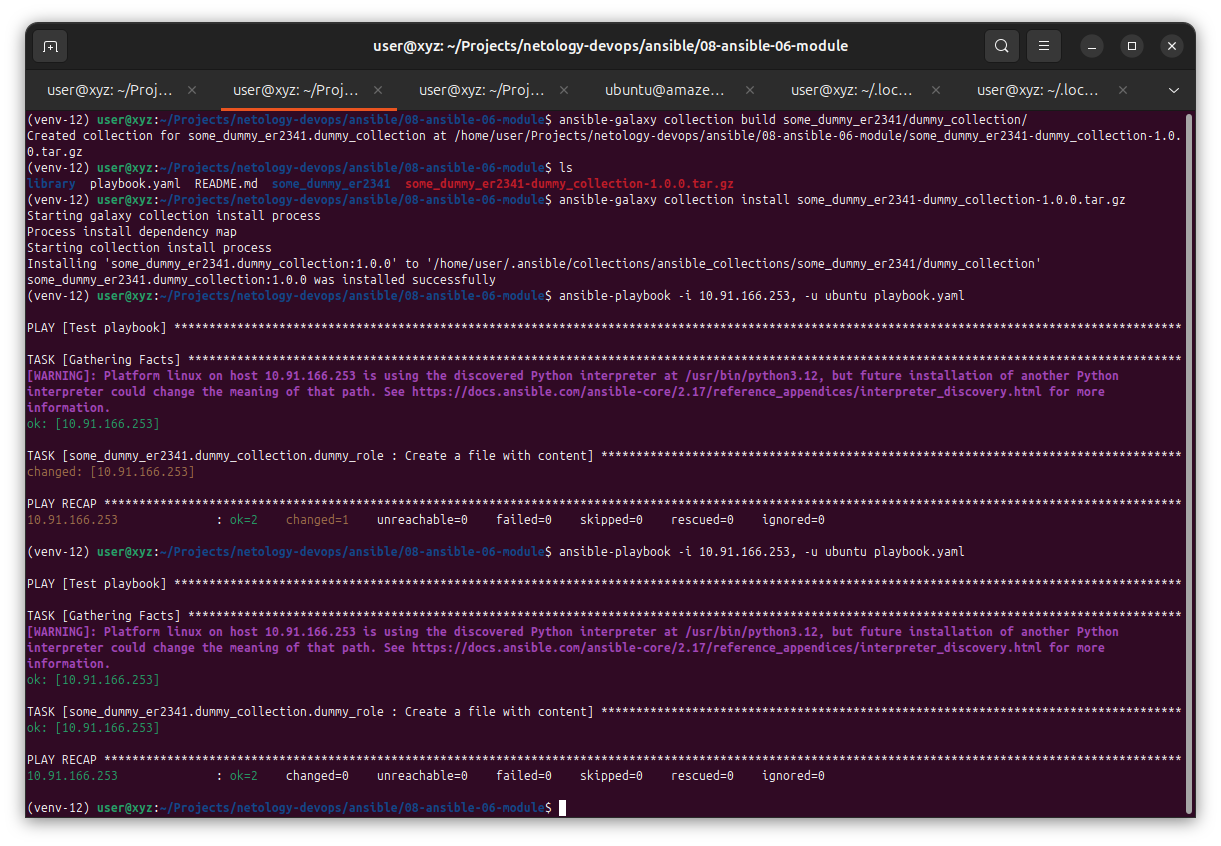 user@xyz: ~/Projects/netology-devops/ansible/08-ansible-06-module
user@xyz: ~/Proj… × user@xyz: ~/Proj… × user@xyz: ~/Proj… × ubuntu@amaze… × user@xyz: ~/.loc… × user@xyz: ~/.loc… ×
(venv-12) user@xyz:~/Projects/netology-devops/ansible/08-ansible-06-module$ ansible-galaxy collection build some_dummy_er2341/dummy_collection/
Created collection for some_dummy_er2341.dummy_collection at /home/user/Projects/netology-devops/ansible/08-ansible-06-module/some_dummy_er2341-dummy_collection-1.0.
0.tar.gz
(venv-12) user@xyz:~/Projects/netology-devops/ansible/08-ansible-06-module$ ls
library  playbook.yaml  README.md  some_dummy_er2341  some_dummy_er2341-dummy_collection-1.0.0.tar.gz
(venv-12) user@xyz:~/Projects/netology-devops/ansible/08-ansible-06-module$ ansible-galaxy collection install some_dummy_er2341-dummy_collection-1.0.0.tar.gz
Starting galaxy collection install process
Process install dependency map
Starting collection install process
Installing 'some_dummy_er2341.dummy_collection:1.0.0' to '/home/user/.ansible/collections/ansible_collections/some_dummy_er2341/dummy_collection'
some_dummy_er2341.dummy_collection:1.0.0 was installed successfully
(venv-12) user@xyz:~/Projects/netology-devops/ansible/08-ansible-06-module$ ansible-playbook -i 10.91.166.253, -u ubuntu playbook.yaml
PLAY [Test playbook] ************************************************************************************************************************************************
TASK [Gathering Facts] **********************************************************************************************************************************************
[WARNING]: Platform linux on host 10.91.166.253 is using the discovered Python interpreter at /usr/bin/python3.12, but future installation of another Python
interpreter could change the meaning of that path. See https://docs.ansible.com/ansible-core/2.17/reference_appendices/interpreter_discovery.html for more
information.
ok: [10.91.166.253]
TASK [some_dummy_er2341.dummy_collection.dummy_role : Create a file with content] ***********************************************************************************
changed: [10.91.166.253]
PLAY RECAP **********************************************************************************************************************************************************
10.91.166.253              : ok=2    changed=1    unreachable=0    failed=0    skipped=0    rescued=0    ignored=0
(venv-12) user@xyz:~/Projects/netology-devops/ansible/08-ansible-06-module$ ansible-playbook -i 10.91.166.253, -u ubuntu playbook.yaml
PLAY [Test playbook] ************************************************************************************************************************************************
TASK [Gathering Facts] **********************************************************************************************************************************************
[WARNING]: Platform linux on host 10.91.166.253 is using the discovered Python interpreter at /usr/bin/python3.12, but future installation of another Python
interpreter could change the meaning of that path. See https://docs.ansible.com/ansible-core/2.17/reference_appendices/interpreter_discovery.html for more
information.
ok: [10.91.166.253]
TASK [some_dummy_er2341.dummy_collection.dummy_role : Create a file with content] ***********************************************************************************
ok: [10.91.166.253]
PLAY RECAP **********************************************************************************************************************************************************
10.91.166.253              : ok=2    changed=0    unreachable=0    failed=0    skipped=0    rescued=0    ignored=0
(venv-12) user@xyz:~/Projects/netology-devops/ansible/08-ansible-06-module$